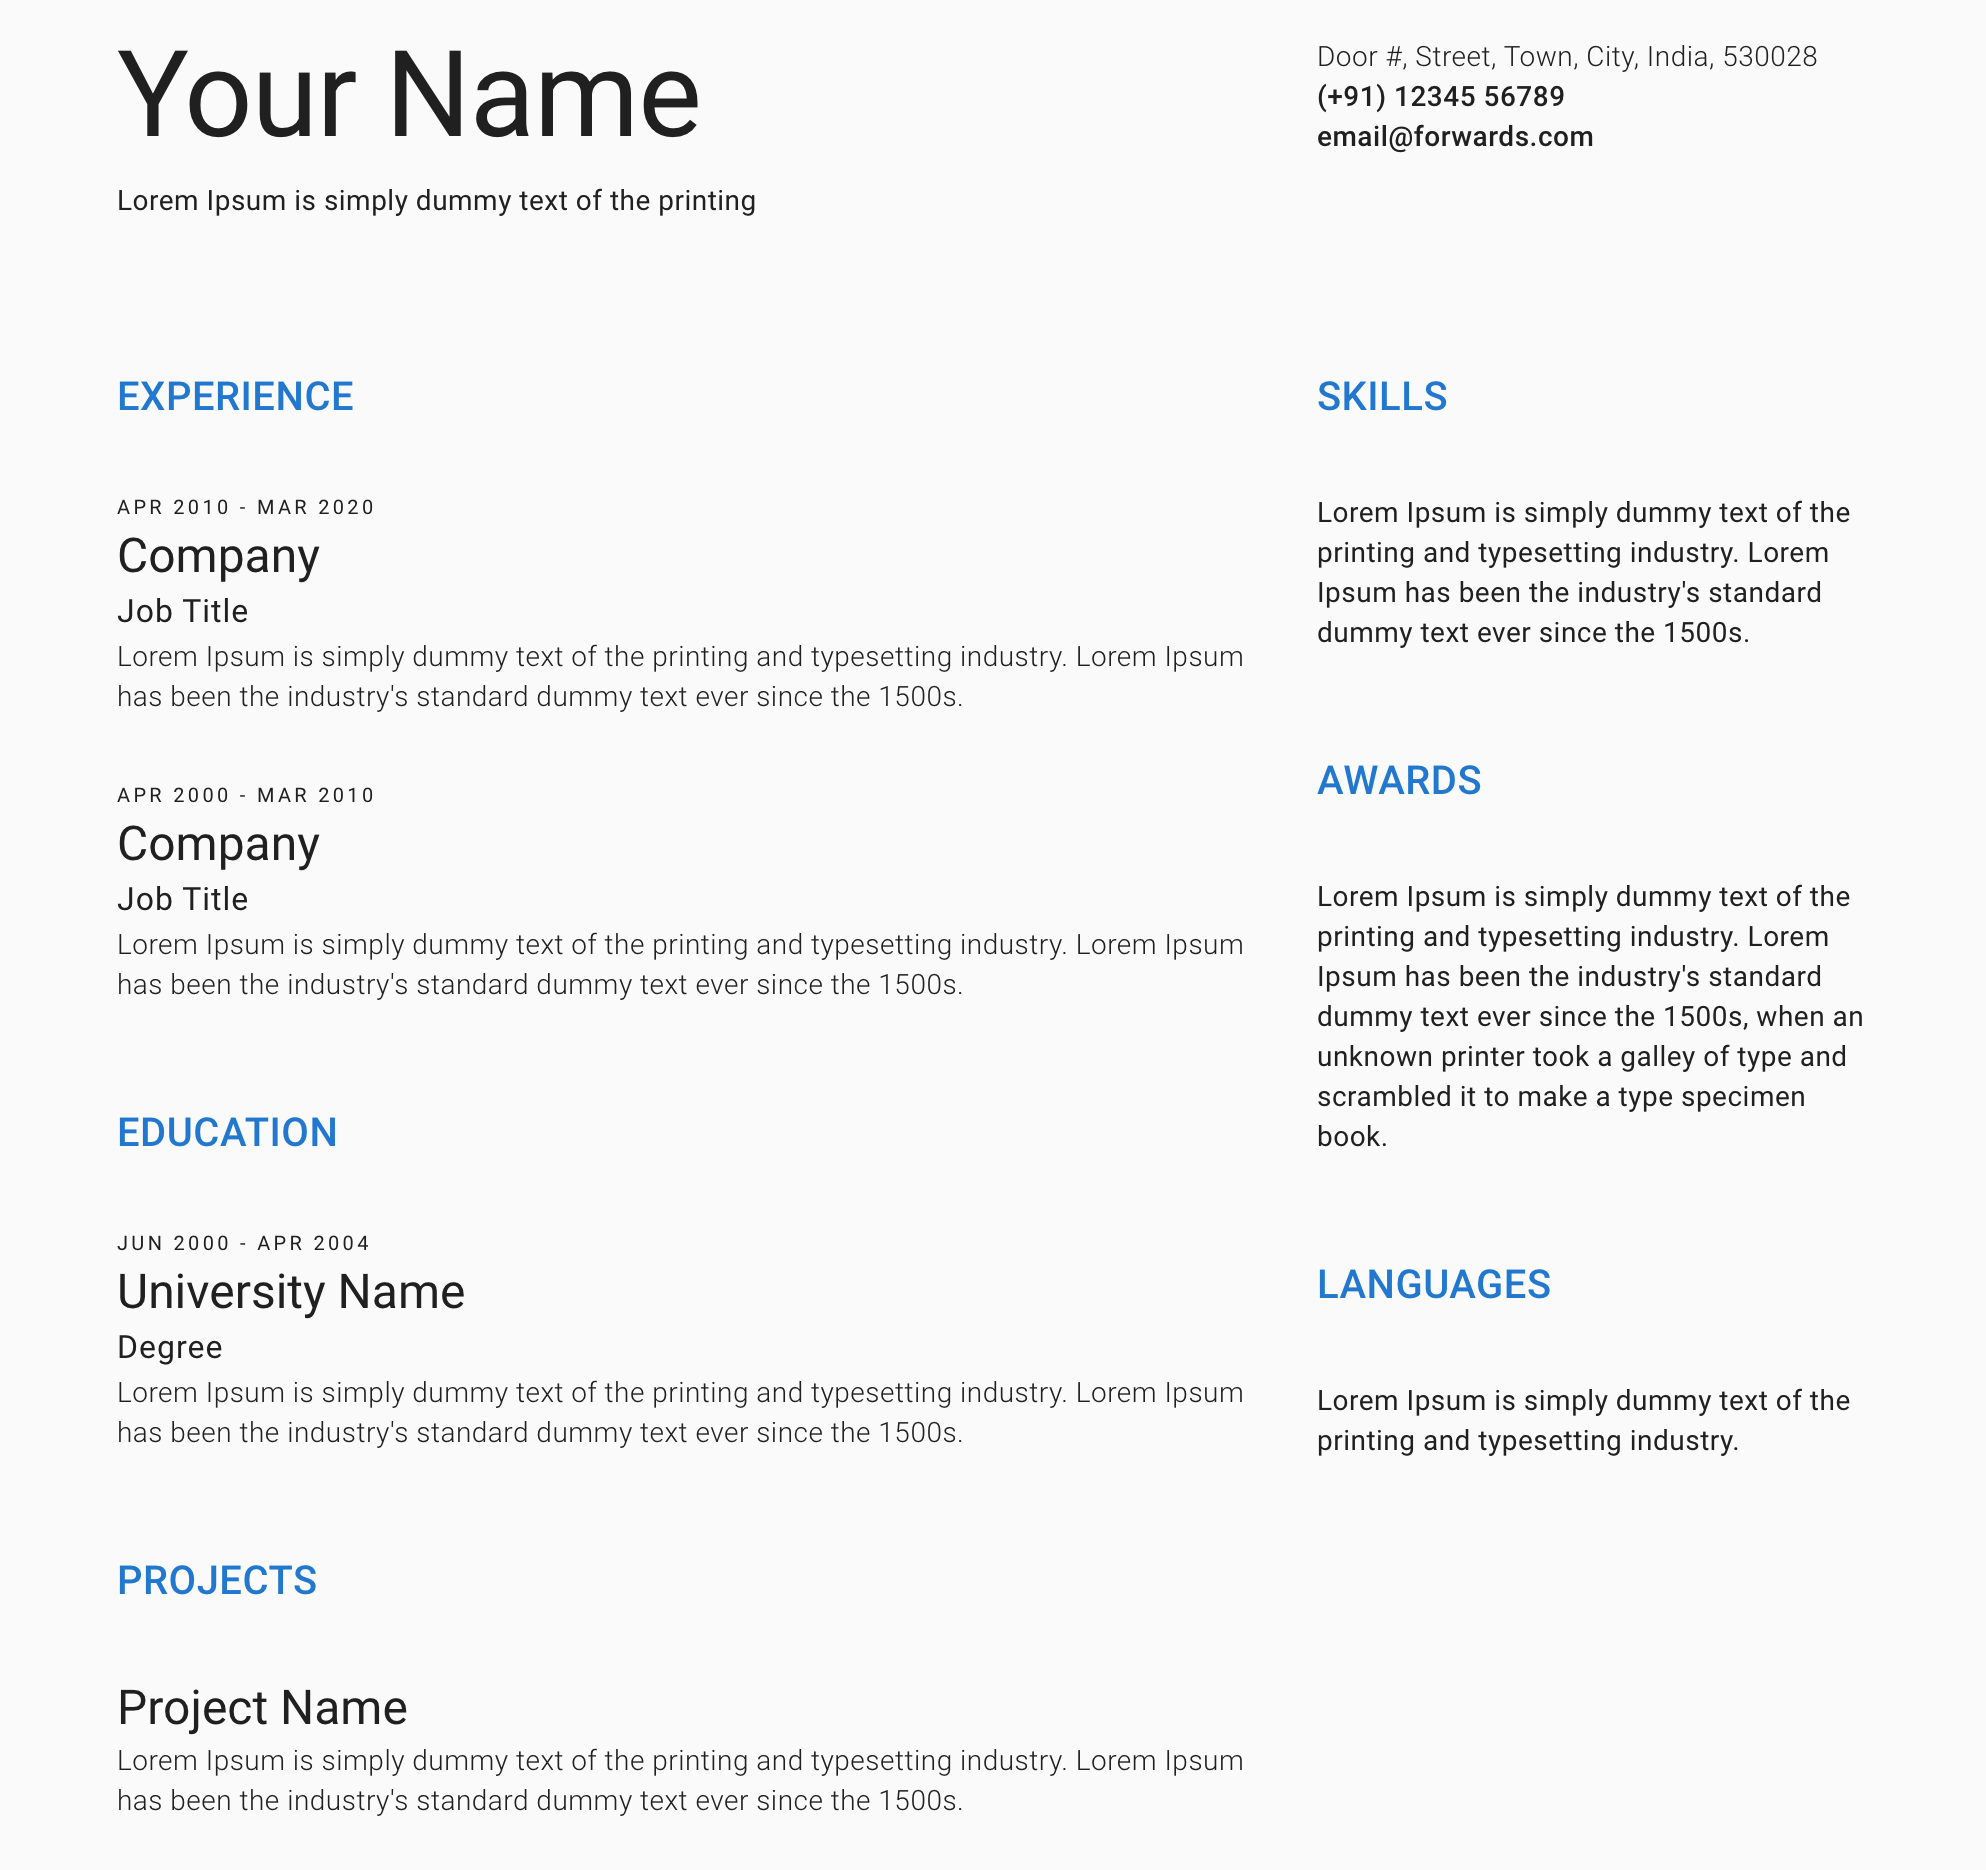 Your Name
Lorem Ipsum is simply dummy text of the printing
Door #, Street, Town, City, India, 530028
(+91) 12345 56789
email@forwards.com
EXPERIENCE
APR 2010 - MAR 2020
Company
Job Title
Lorem Ipsum is simply dummy text of the printing and typesetting industry. Lorem Ipsum
has been the industry's standard dummy text ever since the 1500s.
APR 2000 - MAR 2010
Company
Job Title
Lorem Ipsum is simply dummy text of the printing and typesetting industry. Lorem Ipsum
has been the industry's standard dummy text ever since the 1500s.
EDUCATION
JUN 2000 - APR 2004
University Name
Degree
Lorem Ipsum is simply dummy text of the printing and typesetting industry. Lorem Ipsum
has been the industry's standard dummy text ever since the 1500s.
PROJECTS
Project Name
Lorem Ipsum is simply dummy text of the printing and typesetting industry. Lorem Ipsum
has been the industry's standard dummy text ever since the 1500s.
SKILLS
Lorem Ipsum is simply dummy text of the
printing and typesetting industry. Lorem
Ipsum has been the industry's standard
dummy text ever since the 1500s.
AWARDS
Lorem Ipsum is simply dummy text of the
printing and typesetting industry. Lorem
Ipsum has been the industry's standard
dummy text ever since the 1500s, when an
unknown printer took a galley of type and
scrambled it to make a type specimen
book.
LANGUAGES
Lorem Ipsum is simply dummy text of the
printing and typesetting industry.